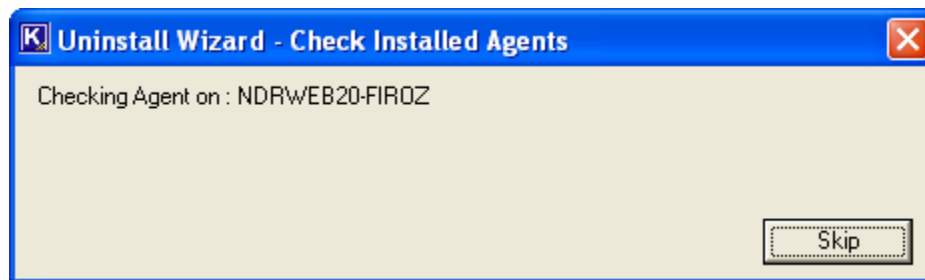 K Uninstall Wizard - Check Installed Agents
Checking Agent on : NDRWEB20-FIROZ
Skip